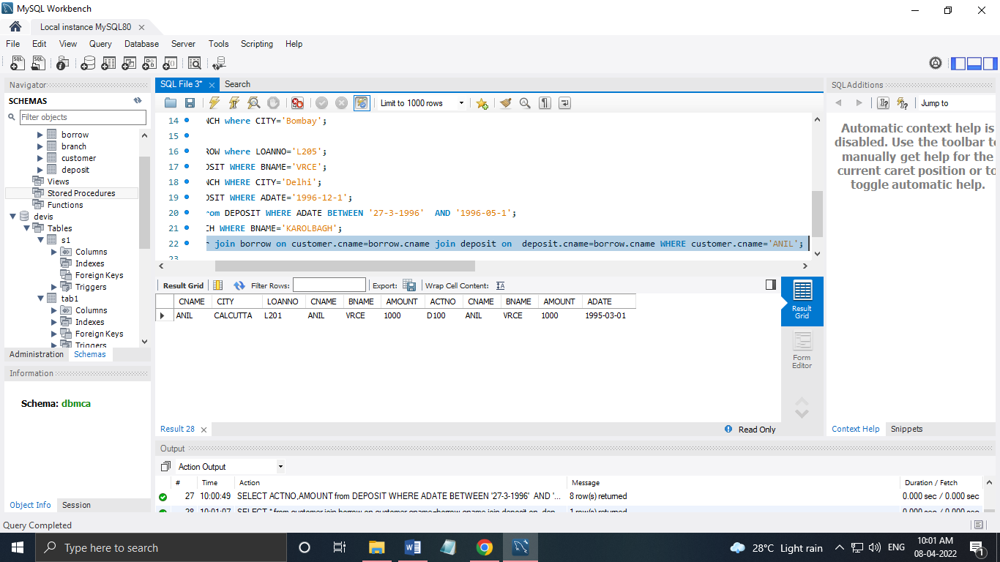 MySQL Workbench
Local instance MySQL80
File Edit View Query Database Server Tools Scripting Help
Navigator
SCHEMAS
Filter objects
borrow
branch
customer
deposit
Views
Stored Procedures
Functions
devis
Tables
s1
Columns
Indexes
Foreign Keys
Triggers
tab1
Columns
Indexes
Foreign Keys
Triggers
Administration Schemas
Information
Schema: dbmca
Object Info Session
SQL File 3* Search
Limit to 1000 rows
14 NCH where CITY='Bombay';
15
16 ROW where LOANNO='L205';
17 OSIT WHERE BNAME='VRCE';
18 NCH WHERE CITY='Delhi';
19 OSIT WHERE ADATE='1996-12-1';
20 rom DEPOSIT WHERE ADATE BETWEEN '27-3-1996' AND '1996-05-1';
21 CH WHERE BNAME='KAROLBAGH';
22 r join borrow on customer.cname=borrow.cname join deposit on deposit.cname=borrow.cname WHERE customer.cname='ANIL';
23
Result Grid Filter Rows: Export: Wrap Cell Content:
CNAME CITY LOANNO CNAME BNAME AMOUNT ACTNO CNAME BNAME AMOUNT ADATE
ANIL CALCUTTA L201 ANIL VRCE 1000 D100 ANIL VRCE 1000 1995-03-01
Result Grid
Form Editor
Result 28
Read Only
Output
Action Output
# Time Action Message Duration / Fetch
27 10:00:49 SELECT ACTNO,AMOUNT from DEPOSIT WHERE ADATE BETWEEN '27-3-1996' AND '... 8 row(s) returned 0.000 sec / 0.000 sec
28 10:01:07 SELECT * from customer join borrow on customer.cname=borrow.cname join deposit on dep... 1 row(s) returned 0.000 sec / 0.000 sec
SQLAdditions
Jump to
Automatic context help is
disabled. Use the toolbar to
manually get help for the
current caret position or to
toggle automatic help.
Context Help Snippets
Query Completed
Type here to search
28°C Light rain
ENG
10:01 AM
08-04-2022
1